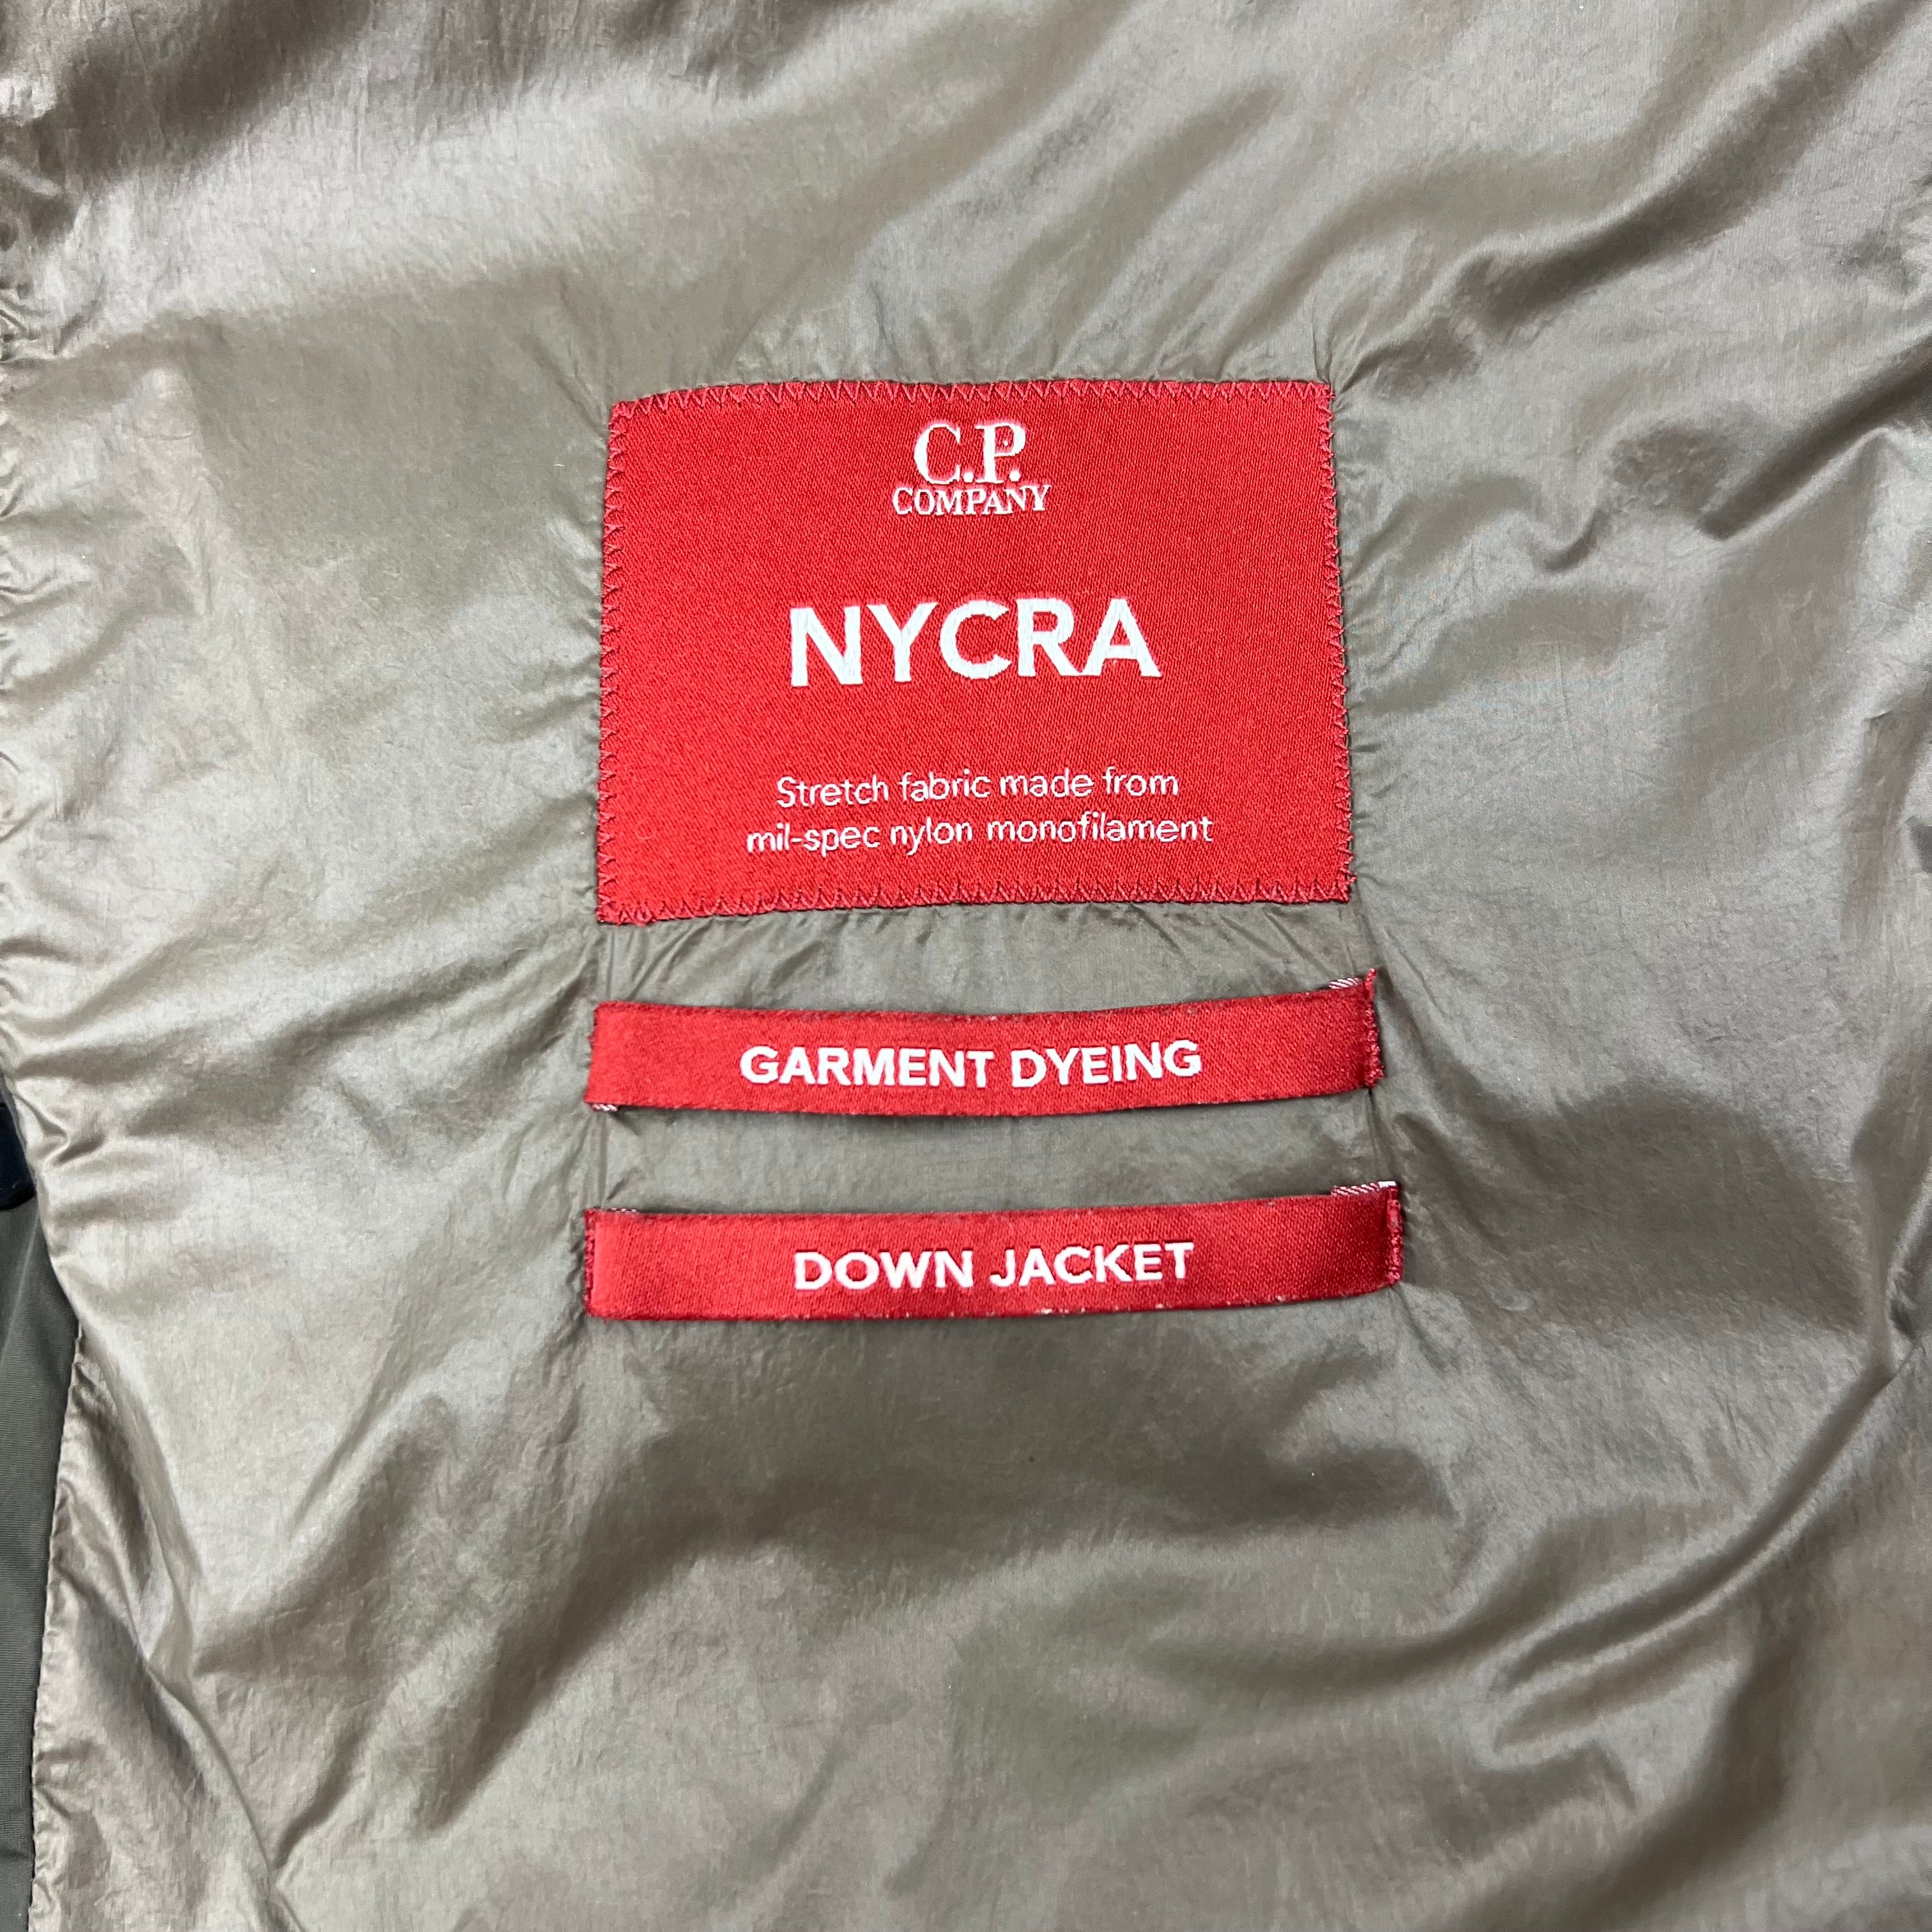 C.P.
COMPANY
NYCRA
Stretch fabric made from
mil-spec nylon monofilament
GARMENT DYEING
DOWN JACKET